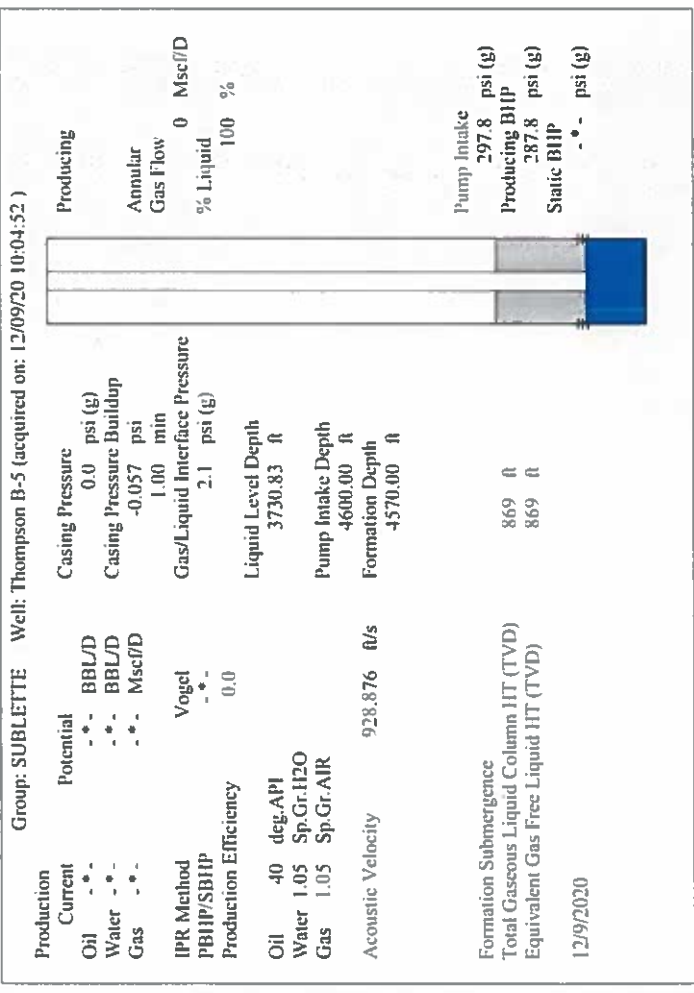 Group: SUBLETTE Well: Thompson B-5 (acquired on: 12/09/20 10:04:52 )
Production
Current Potential
Oil - * - - * - BBL/D
Water - * - - * - BBL/D
Gas - * - - * - Mscf/D
IPR Method Vogel
PBHP/SBHP - * -
Production Efficiency 0.0
Oil 40 deg.API
Water 1.05 Sp.Gr.H2O
Gas 1.05 Sp.Gr.AIR
Acoustic Velocity 928.876 ft/s
Formation Submergence
Total Gaseous Liquid Column HT (TVD) 869 ft
Equivalent Gas Free Liquid HT (TVD) 869 ft
12/9/2020
Casing Pressure
0.0 psi (g)
Casing Pressure Buildup
-0.057 psi
1.00 min
Gas/Liquid Interface Pressure
2.1 psi (g)
Liquid Level Depth
3730.83 ft
Pump Intake Depth
4600.00 ft
Formation Depth
4570.00 ft
Producing
Annular
Gas Flow 0 Mscf/D
% Liquid
100 %
Pump Intake
297.8 psi (g)
Producing BHP
287.8 psi (g)
Static BHP
- * - psi (g)